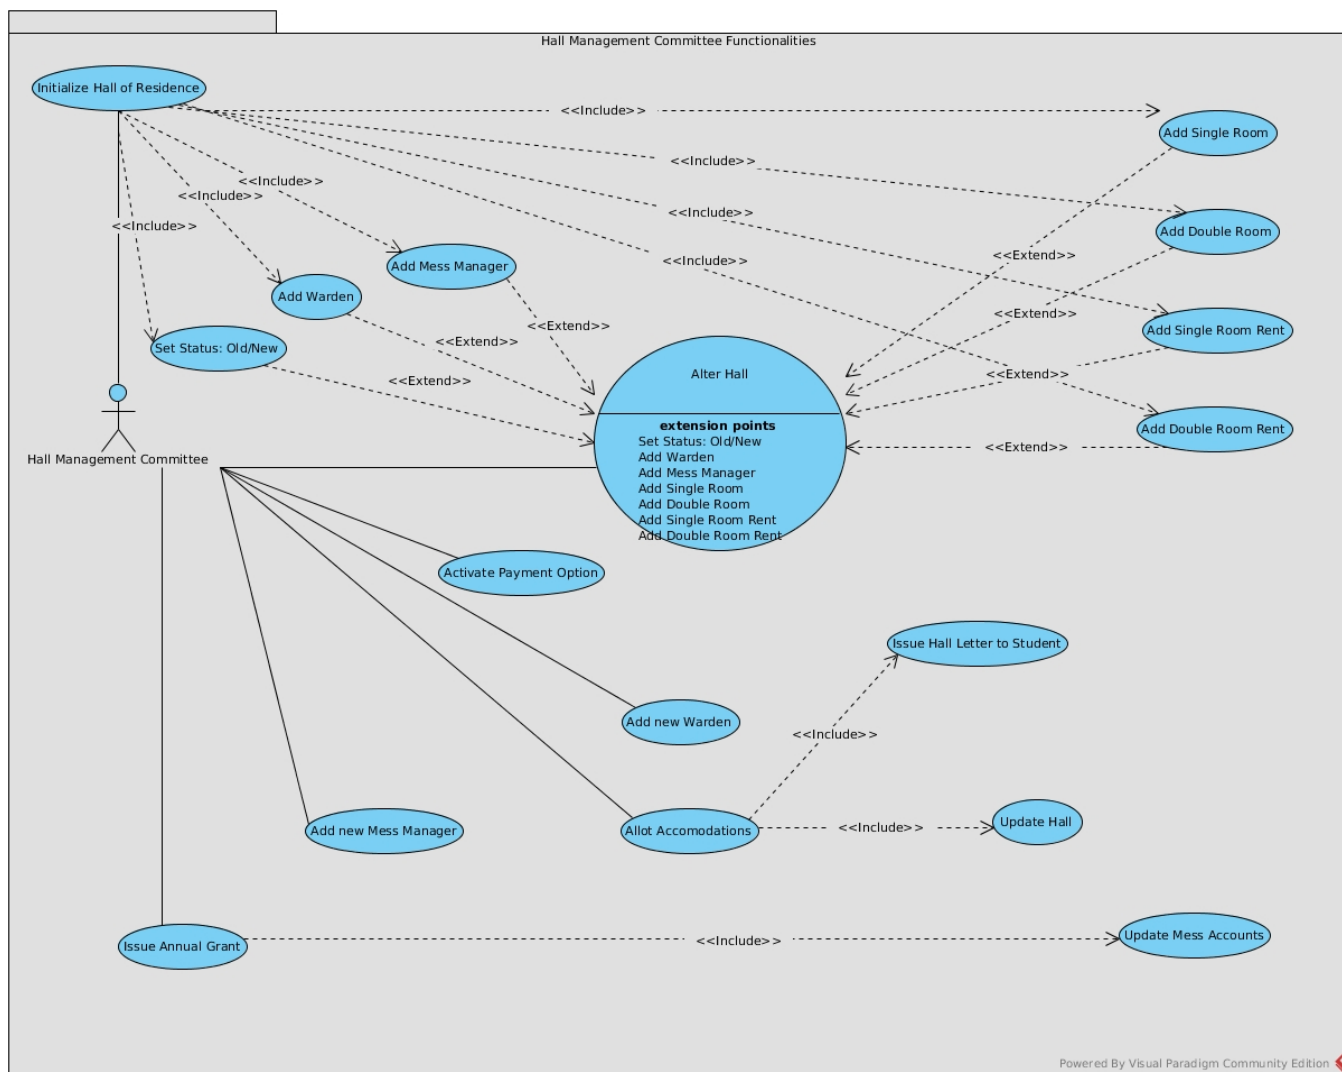 Hall Management Committee Functionalities
Initialize Hall of Residence
<<Include>>
Add Single Room
<<Include>>
<<Include>>
<<Include>>
<<Include>>
<<Include>>
Add Double Room
<<Include>>
<<Extend>>
<<Include>>
Add Mess Manager
Add Warden
<<Extend>>
Add Single Room Rent
<<Extend>>
<<Extend>>
Set Status: Old/New
<<Extend>>
Alter Hall
<<Extend>>
<<Extend>>
extension points
Set Status: Old/New
Add Warden
Add Mess Manager
Add Single Room
Add Double Room
Add Single Room Rent
Add Double Room Rent
Add Double Room Rent
<<Extend>>
Hall Management Committee
Activate Payment Option
Issue Hall Letter to Student
Add new Warden
<<Include>>
Add new Mess Manager
Allot Accomodations
<<Include>>
Update Hall
Issue Annual Grant
<<Include>>
Update Mess Accounts
Powered By Visual Paradigm Community Edition